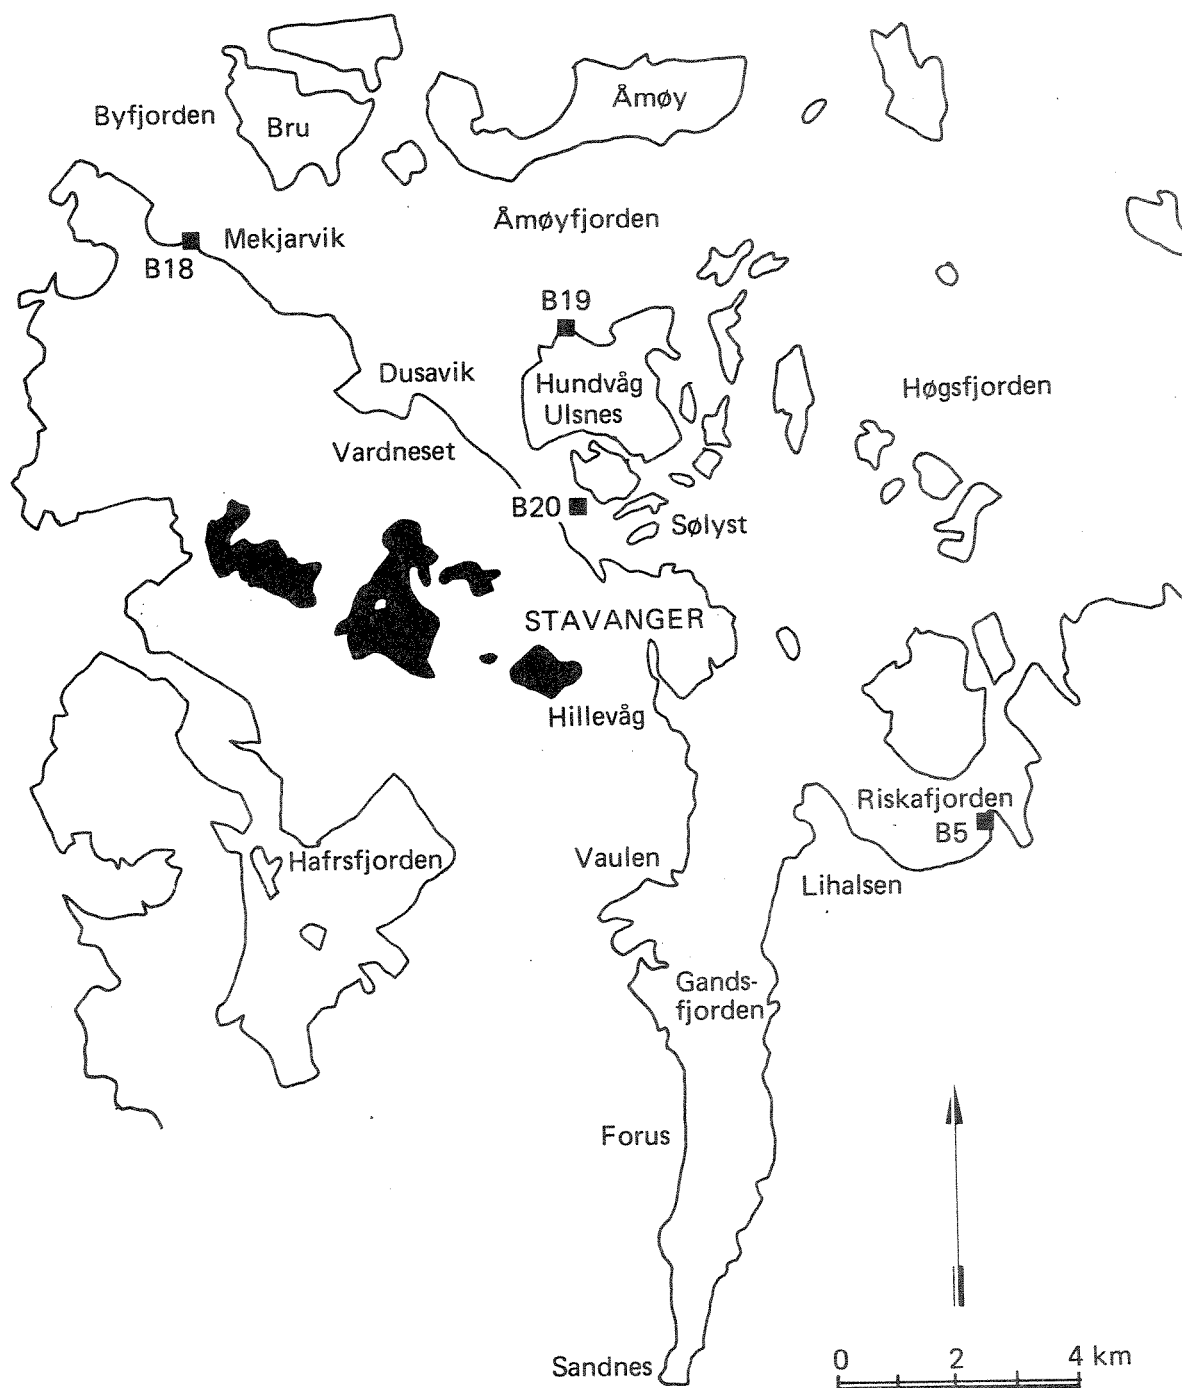 Åmøy
Byfjorden
Bru
Åmøyfjorden
Mekjarvik
B18
B19
Dusavik
Hundvåg
Ulsnes
Høgsfjorden
Vardneset
B20
Sølyst
STAVANGER
Hillevåg
Riskafjorden
B5
Vaulen
Hafrsfjorden
Lihalsen
Gands-
fjorden
Forus
Sandnes
0 2 4 km